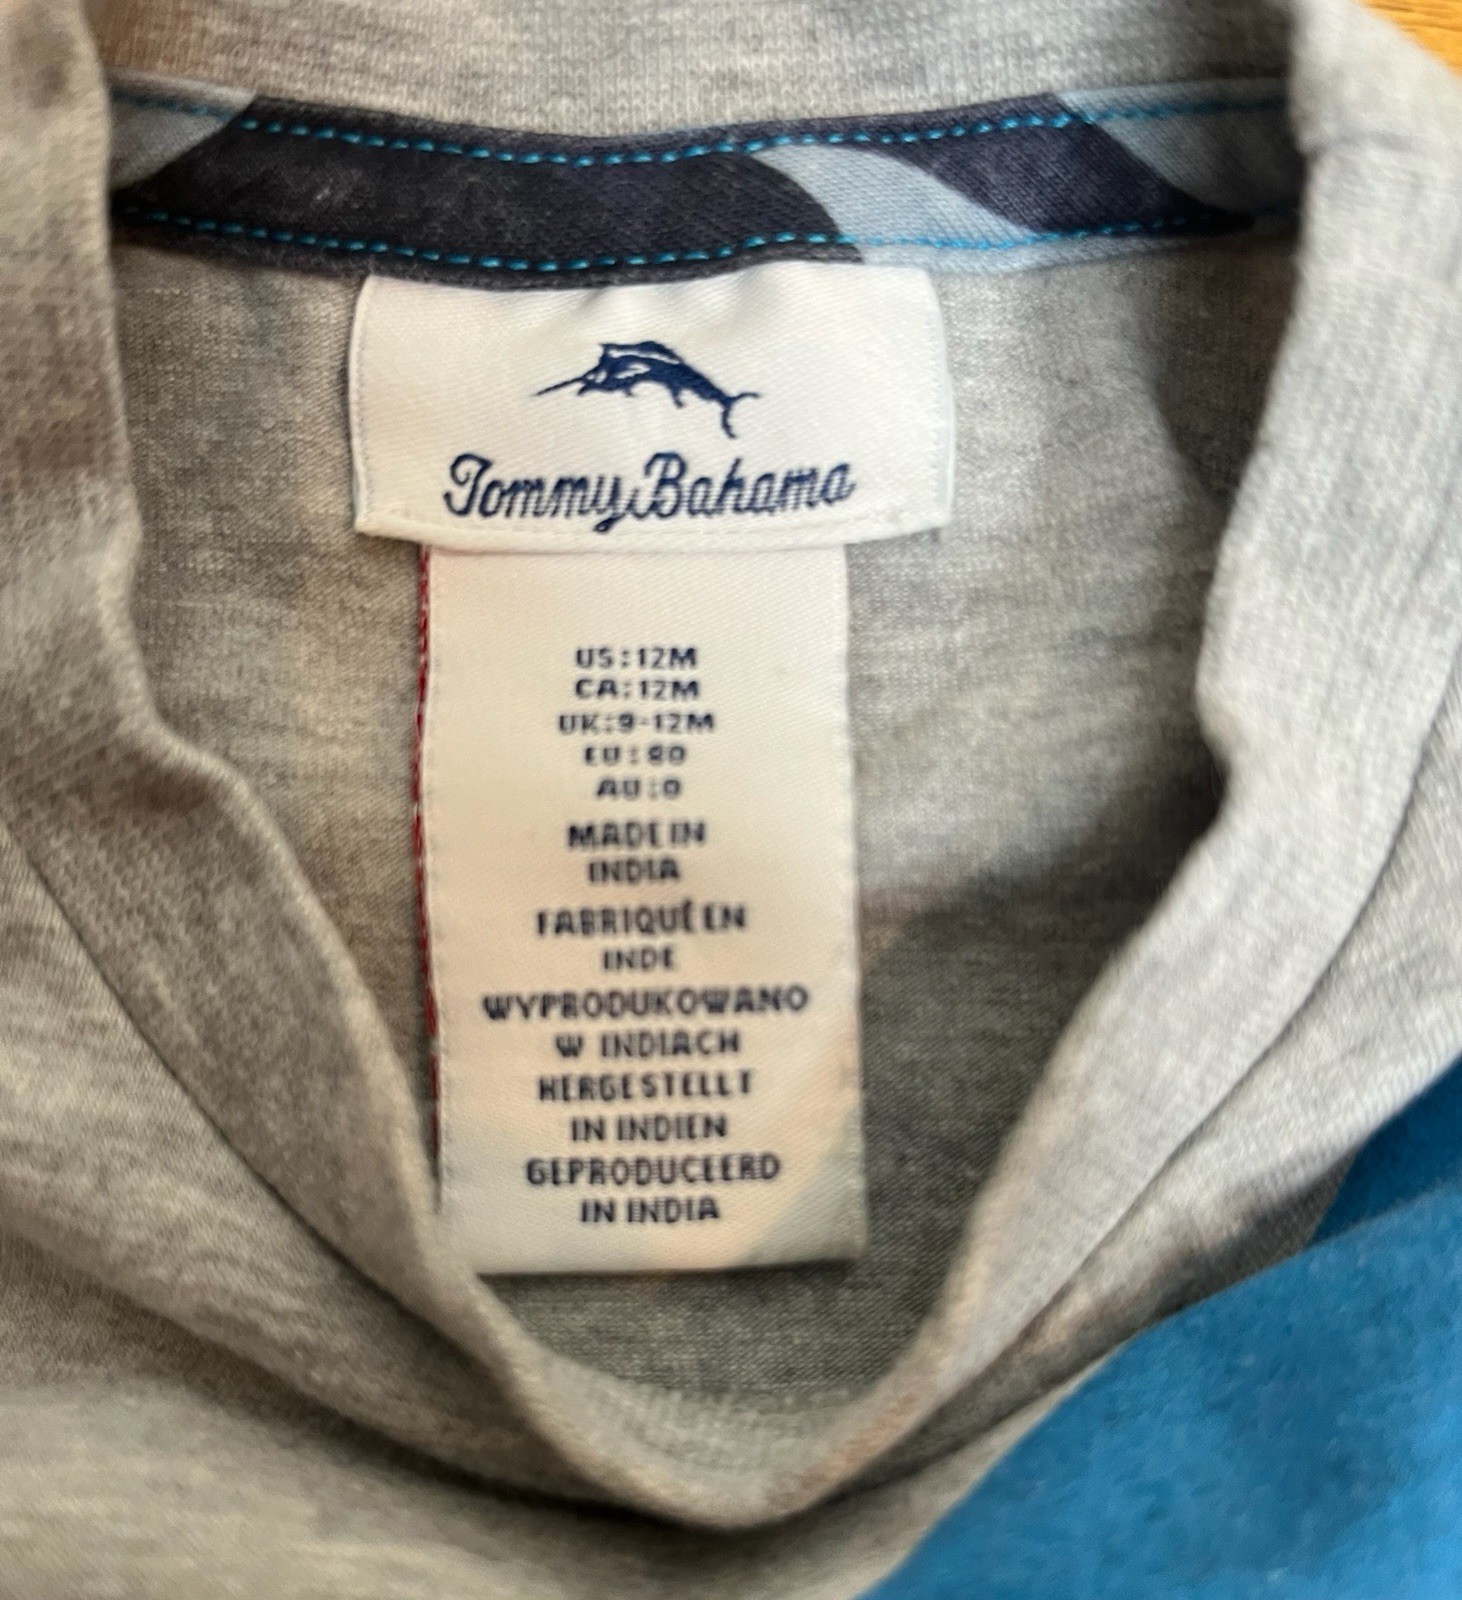 Tommy Bahama
US:12M
CA:12M
UK:9-12M
EU:80
AU:0
MADE IN
INDIA
FABRIQUÉ EN
INDE
WYPRODUKOWANO
W INDIACH
HERGESTELLT
IN INDIEN
GEPRODUCEERD
IN INDIA